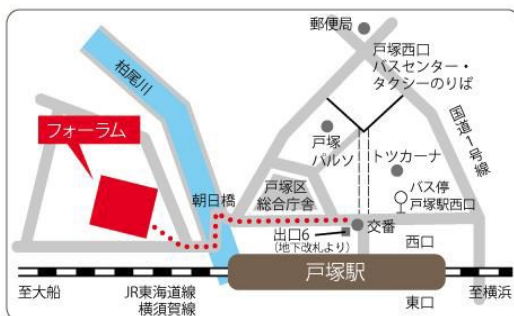 郵便局
戸塚西口
バスセンター・
タクシーのりば
柏尾川
国道1号線
フォーラム
戸塚
パルソ
トツカーナ
バス停
戸塚駅西口
戸塚区
総合庁舎
朝日橋
交番
出口6
(地下改札より)
西口
戸塚駅
至大船
JR東海道線
横須賀線
東口
至横浜